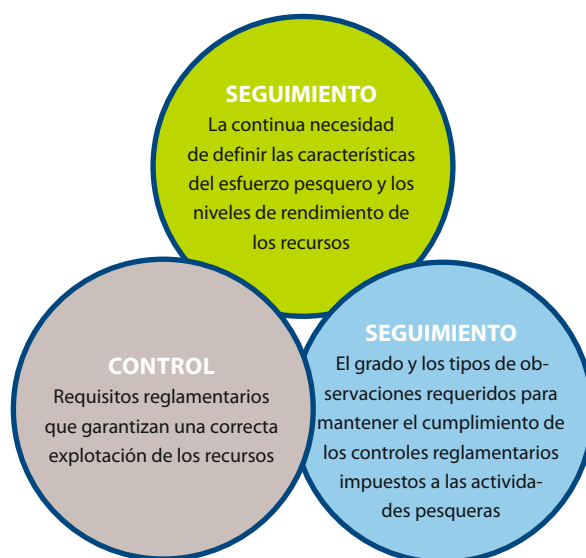 SEGUIMIENTO
La continua necesidad
de definir las características
del esfuerzo pesquero y los
niveles de rendimiento de
los recursos
CONTROL
Requisitos reglamentarios
que garantizan una correcta
explotación de los recursos
SEGUIMIENTO
El grado y los tipos de ob-
servaciones requeridos para
mantener el cumplimiento de
los controles reglamentarios
impuestos a las activida-
des pesqueras